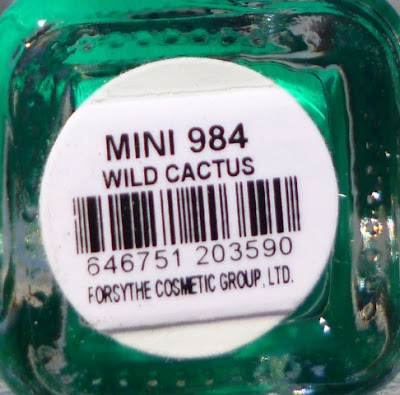 MINI 984
WILD CACTUS
646751 203590
FORSYTHE COSMETIC GROUP, LTD.